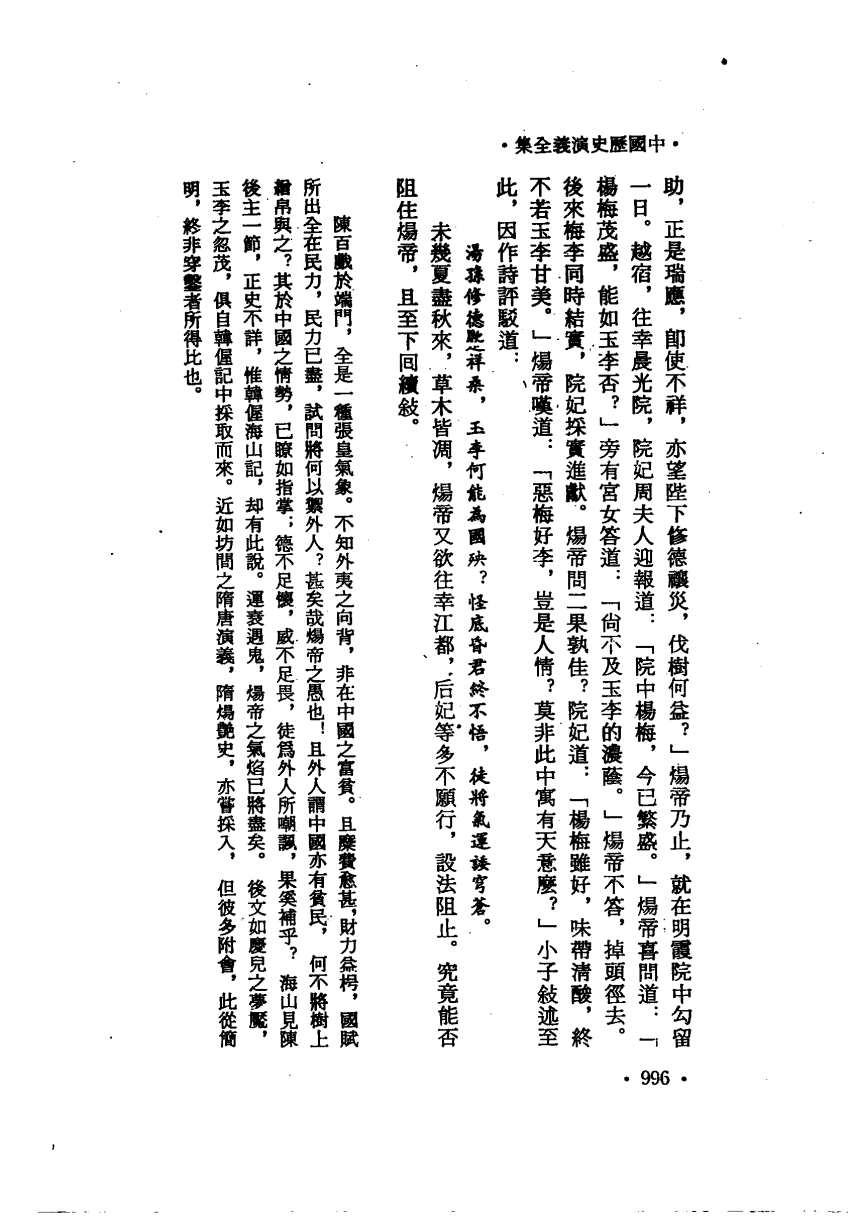 ·中國歷史演義全集·
助，正是瑞應，即使不祥，亦望陛下修德禳災，伐樹何益？」煬帝乃止，就在明霞院中勾留
一日。越宿，往幸晨光院，院妃周夫人迎報道：「院中楊梅，今已繁盛。」煬帝喜問道：「
楊梅茂盛，能如玉李否？」旁有宮女答道：「尙不及玉李的濃蔭。」煬帝不答，掉頭徑去。
後來梅李同時結實，院妃採實進獻。煬帝問二果孰佳？院妃道：「楊梅雖好，味帶清酸，終
不若玉李甘美。」煬帝嘆道：「惡梅好李，豈是人情？莫非此中寓有天意麼？」小子敍述至
此，因作詩評駁道：
湯孫修德歟祥桑，玉李何能為國殃？怪底昏君終不悟，徒將氣運諉穹蒼。
未幾夏盡秋來，草木皆凋，煬帝又欲往幸江都，后妃等多不願行，設法阻止。究竟能否
阻住煬帝，且至下回續敍。
陳百戲於端門，全是一種張皇氣象。不知外夷之向背，非在中國之富貧。且糜費愈甚，財力益枵，國賦
所出全在民力，民力已盡，試問將何以禦外人？甚矣哉煬帝之愚也！且外人謂中國亦有貧民，何不將樹上
繒帛與之？其於中國之情勢，已瞭如指掌；德不足懷，威不足畏，徒爲外人所嘲諷，果奚補乎？海山見陳
後主一節，正史不詳，惟韓偓海山記，却有此說。運衰遇鬼，煬帝之氣焰已將盡矣。後文如慶兒之夢魘，
玉李之忽茂，俱自韓偓記中採取而來。近如坊間之隋唐演義，隋煬艷史，亦嘗採入，但彼多附會，此從簡
明，終非穿鑿者所得比也。
·996·